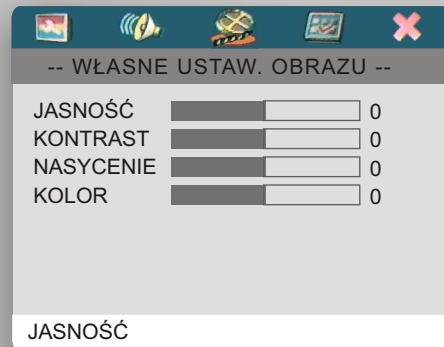 -- WŁASNE USTAW. OBRAZU --
JASNOŚĆ 0
KONTRAST 0
NASYCENIE 0
KOLOR 0
JASNOŚĆ